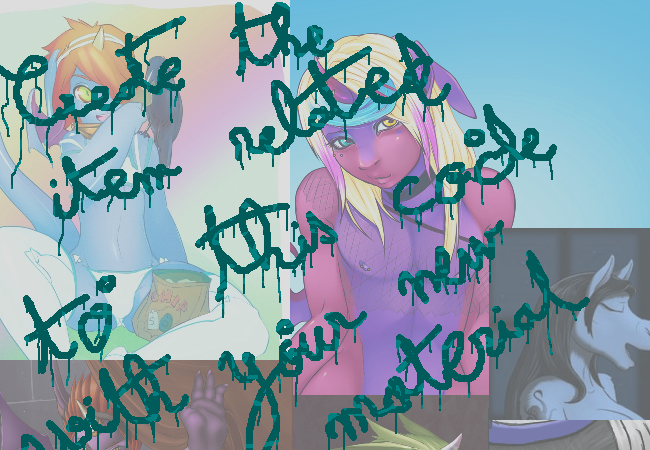 Create the
item related
to this code
with your new
material